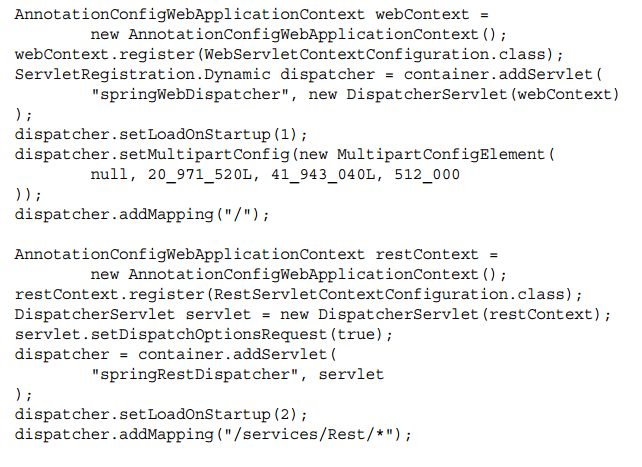 AnnotationConfigWebApplicationContext webContext =
        new AnnotationConfigWebApplicationContext();
webContext.register(WebServletContextConfiguration.class);
ServletRegistration.Dynamic dispatcher = container.addServlet(
        "springWebDispatcher", new DispatcherServlet(webContext)
);
dispatcher.setLoadOnStartup(1);
dispatcher.setMultipartConfig(new MultipartConfigElement(
        null, 20_971_520L, 41_943_040L, 512_000
));
dispatcher.addMapping("/");

AnnotationConfigWebApplicationContext restContext =
        new AnnotationConfigWebApplicationContext();
restContext.register(RestServletContextConfiguration.class);
DispatcherServlet servlet = new DispatcherServlet(restContext);
servlet.setDispatchOptionsRequest(true);
dispatcher = container.addServlet(
        "springRestDispatcher", servlet
);
dispatcher.setLoadOnStartup(2);
dispatcher.addMapping("/services/Rest/*");